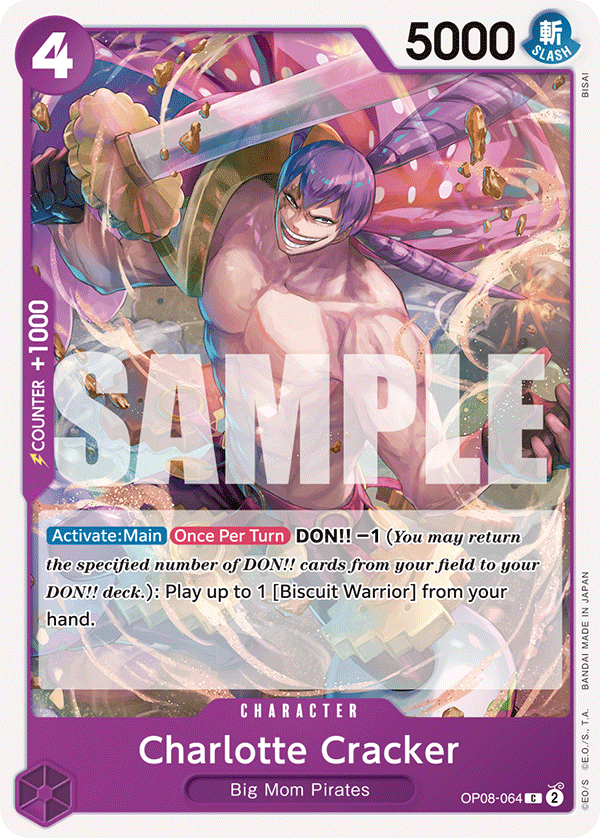 4
5000
斬
SLASH
BISAI
COUNTER +1000
SAMPLE
Activate:Main Once Per Turn DON!! −1 (You may return
the specified number of DON!! cards from your field to your
DON!! deck.): Play up to 1 [Biscuit Warrior] from your
hand.
CHARACTER
Charlotte Cracker
Big Mom Pirates
OP08-064 C 2
©EO/S ©E.O./S., T.A. BANDAI MADE IN JAPAN